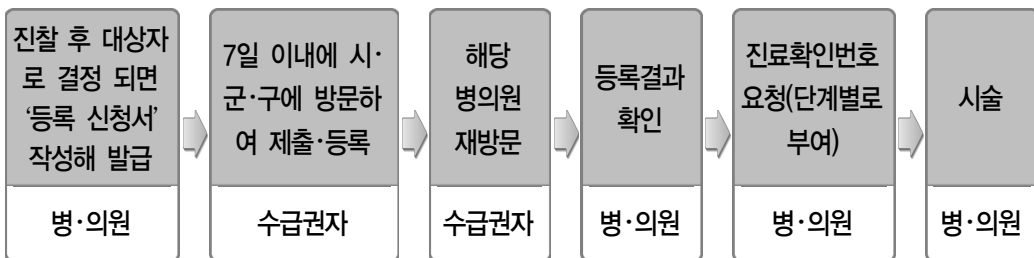 진찰 후 대상자
로 결정 되면
‘등록 신청서’
작성해 발급
병·의원
7일 이내에 시·
군·구에 방문하
여 제출·등록
수급권자
해당
병의원
재방문
수급권자
등록결과
확인
병·의원
진료확인번호
요청(단계별로
부여)
병·의원
시술
병·의원